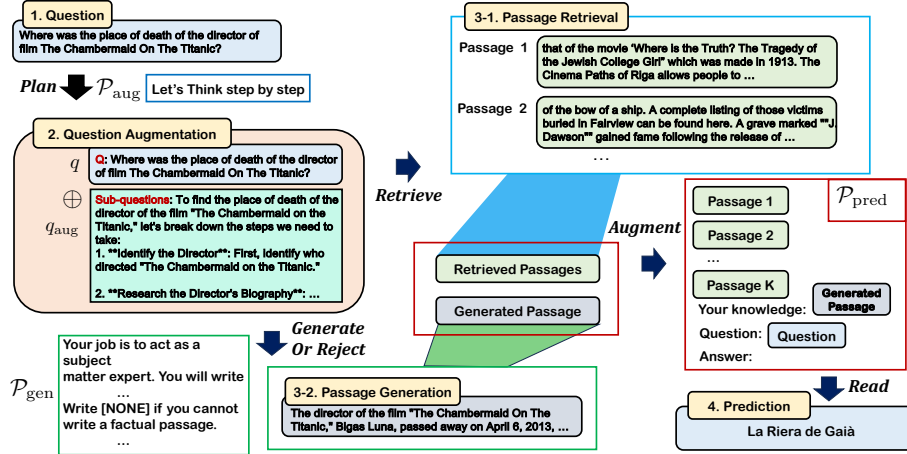 1. Question
Where was the place of death of the director of
film The Chambermaid On The Titanic?
Plan
𝒫aug
Let's Think step by step
2. Question Augmentation
q
Q: Where was the place of death of the director
of film The Chambermaid On The Titanic?
⊕
qaug
Sub-questions: To find the place of death of the
director of the film "The Chambermaid on the
Titanic," let's break down the steps we need to
take:
1. **Identify the Director**: First, identify who
directed "The Chambermaid on the Titanic."
2. **Research the Director's Biography**: ...
Retrieve
3-1. Passage Retrieval
Passage 1
that of the movie ‘Where is the Truth? The Tragedy of
the Jewish College Girl” which was made in 1913. The
Cinema Paths of Riga allows people to ...
Passage 2
of the bow of a ship. A complete listing of those victims
buried in Fairview can be found here. A grave marked ""J.
Dawson"" gained fame following the release of ...
...
Generate
Or Reject
𝒫gen
Your job is to act as a
subject
matter expert. You will write
...
Write [NONE] if you cannot
write a factual passage.
...
3-2. Passage Generation
The director of the film "The Chambermaid On The
Titanic," Bigas Luna, passed away on April 6, 2013, ...
Retrieved Passages
Generated Passage
Augment
𝒫pred
Passage 1
Passage 2
...
Passage K
Your knowledge: Generated
Passage
Question: Question
Answer:
Read
4. Prediction
La Riera de Gaià